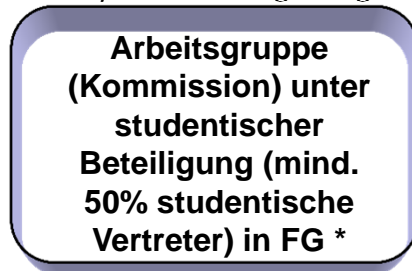 Arbeitsgruppe
(Kommission) unter
studentischer
Beteiligung (mind.
50% studentische
Vertreter) in FG *